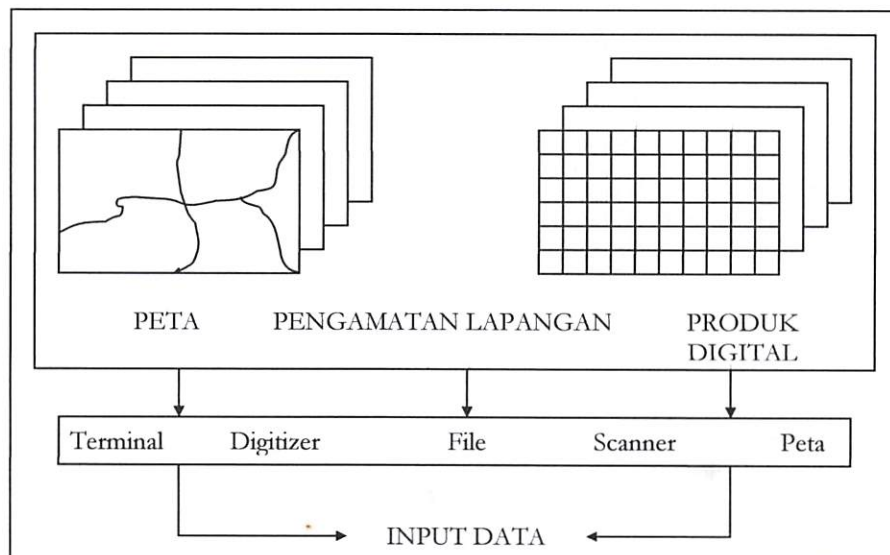 PETA PENGAMATAN LAPANGAN PRODUK
DIGITAL
Terminal Digitizer File Scanner Peta
INPUT DATA